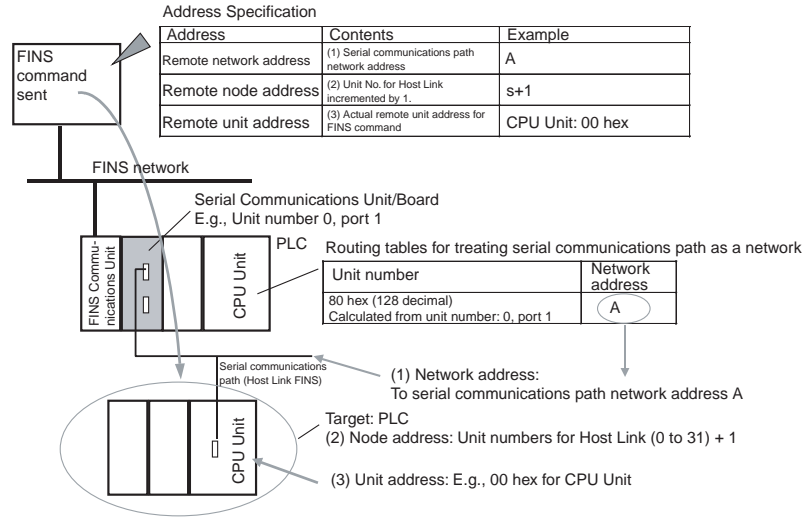 Address Specification
Address Contents Example
Remote network address (1) Serial communications path network address A
Remote node address (2) Unit No. for Host Link incremented by 1. s+1
Remote unit address (3) Actual remote unit address for FINS command CPU Unit: 00 hex
FINS
command
sent
FINS network
Serial Communications Unit/Board
E.g., Unit number 0, port 1
FINS Commu-
nications Unit
CPU Unit
PLC
Routing tables for treating serial communications path as a network
Unit number Network address
80 hex (128 decimal)
Calculated from unit number: 0, port 1
A
Serial communications
path (Host Link FINS)
(1) Network address:
To serial communications path network address A
Target: PLC
(2) Node address: Unit numbers for Host Link (0 to 31) + 1
CPU Unit
(3) Unit address: E.g., 00 hex for CPU Unit